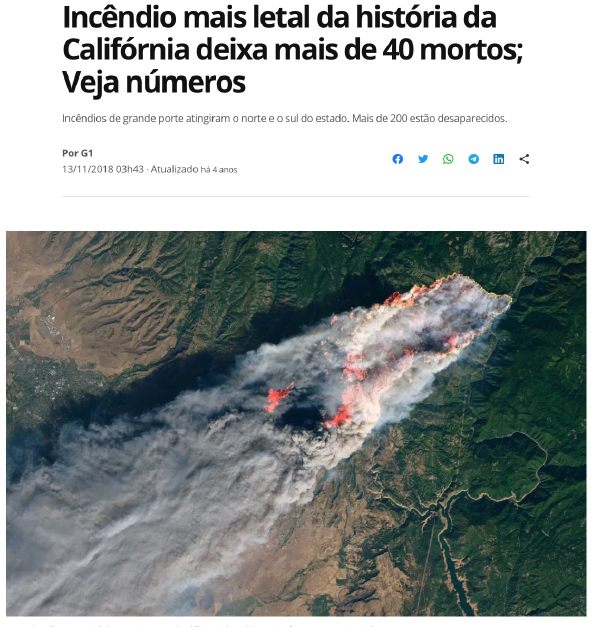 Incêndio mais letal da história da
Califórnia deixa mais de 40 mortos;
Veja números
Incêndios de grande porte atingiram o norte e o sul do estado. Mais de 200 estão desaparecidos.
Por G1
13/11/2018 03h43 · Atualizado há 4 anos